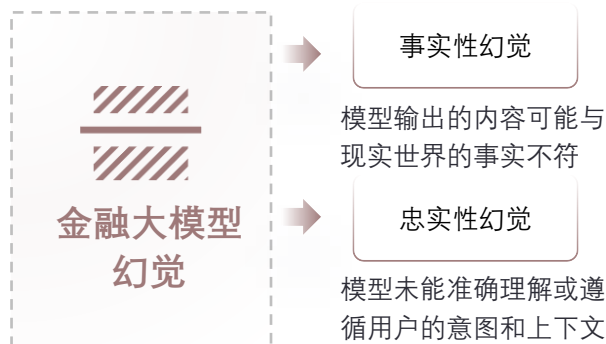 金融大模型
幻觉
事实性幻觉
模型输出的内容可能与
现实世界的事实不符
忠实性幻觉
模型未能准确理解或遵
循用户的意图和上下文